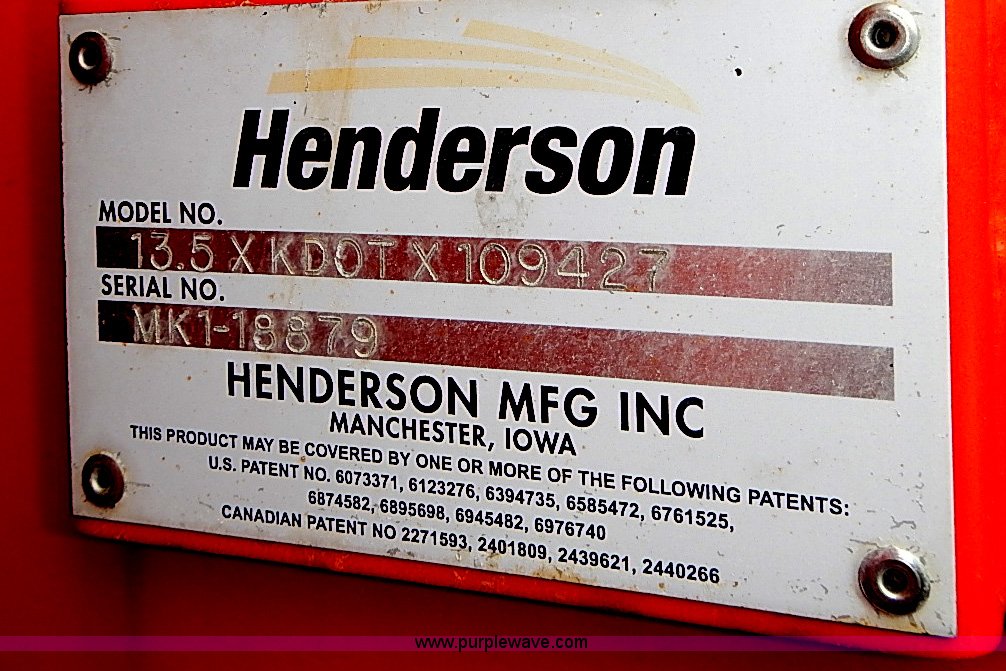 Henderson
MODEL NO.
13.5 X KDOT X 109427
SERIAL NO.
MK1-18879
HENDERSON MFG INC
MANCHESTER, IOWA
THIS PRODUCT MAY BE COVERED BY ONE OR MORE OF THE FOLLOWING PATENTS:
U.S. PATENT NO. 6073371, 6123276, 6394735, 6585472, 6761525,
6874582, 6895698, 6945482, 6976740
CANADIAN PATENT NO 2271593, 2401809, 2439621, 2440266
www.purplewave.com